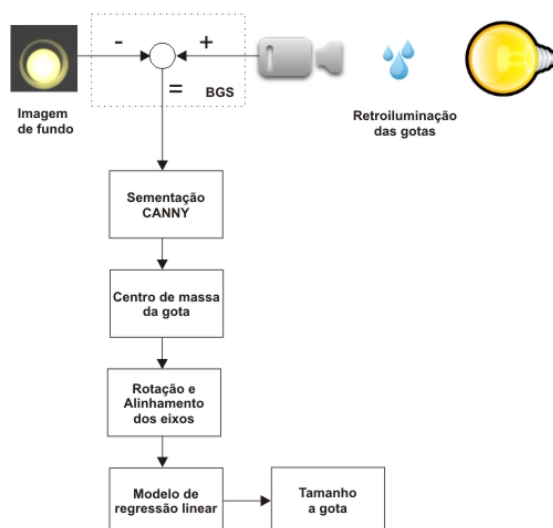 - +
= BGS
Imagem
de fundo
Retroiluminação
das gotas
Sementação
CANNY
Centro de massa
da gota
Rotação e
Alinhamento
dos eixos
Modelo de
regressão linear
Tamanho
a gota